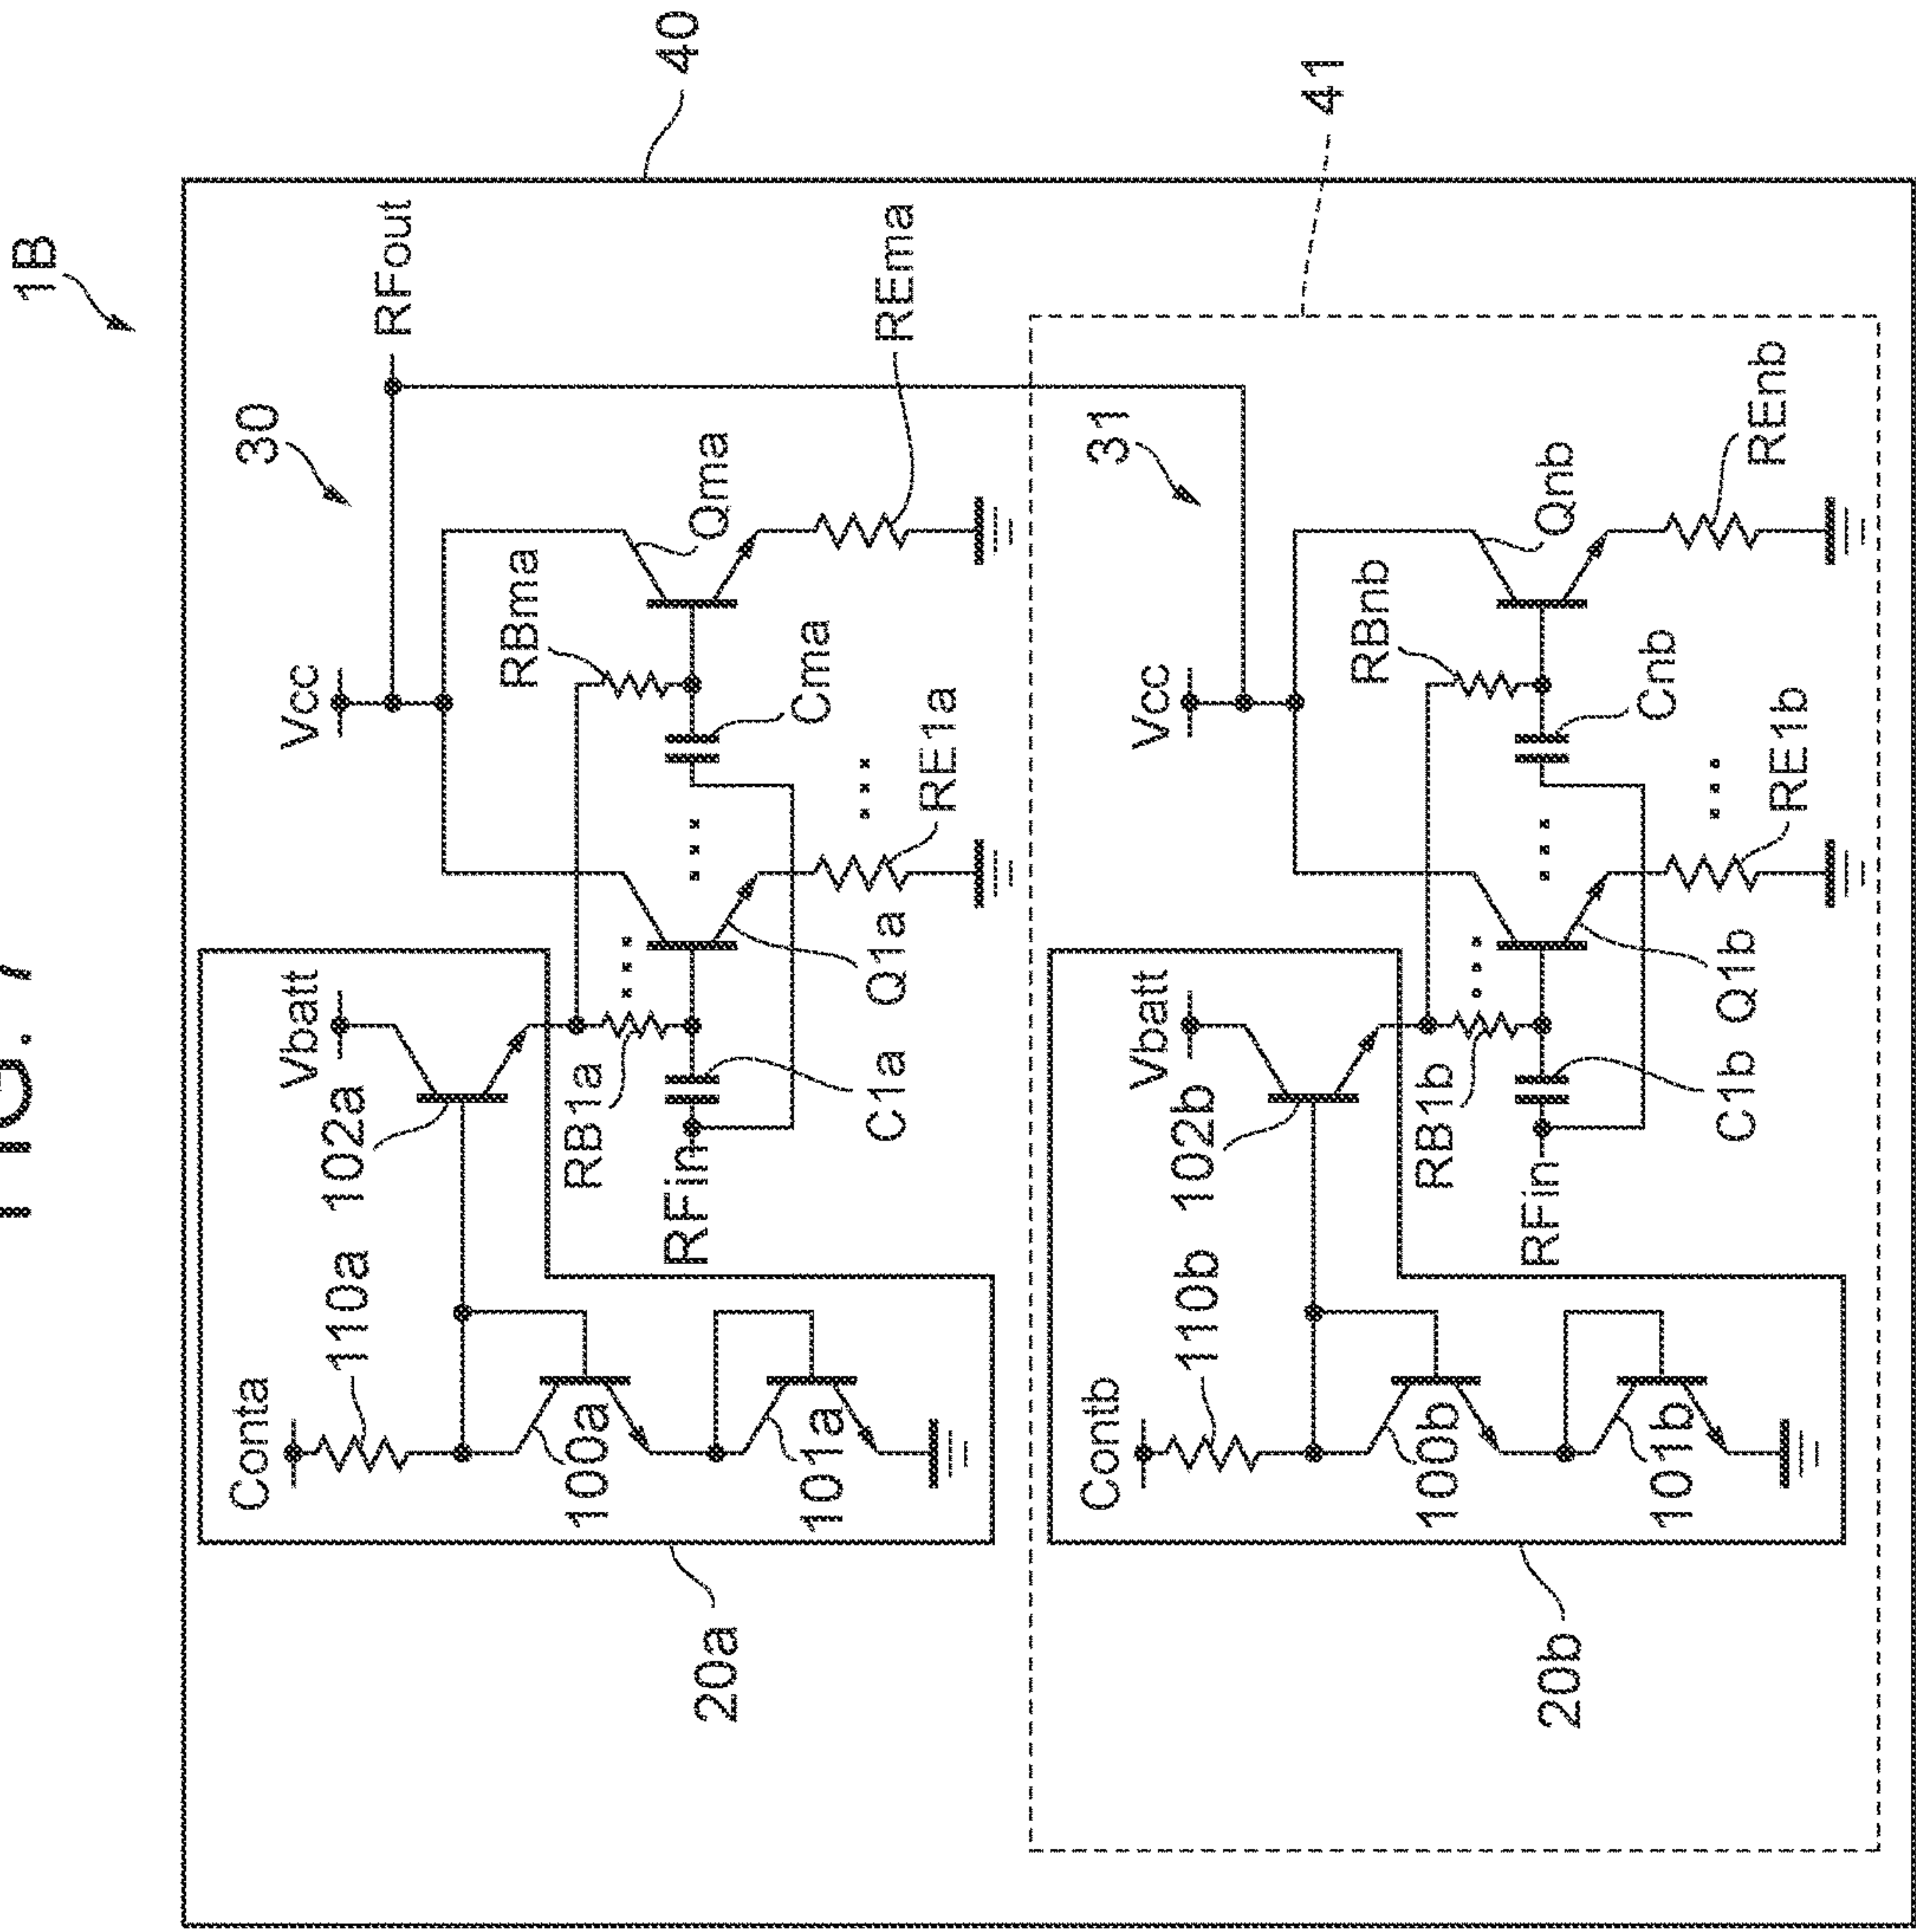 FIG. 7
1B
40
30
RFout
Vcc
Vbatt
Conta
110a
102a
RBma
Qma
REma
RB1a
100a
RFin
Cma
101a
C1a
Q1a
RE1a
20a
41
31
Vcc
Vbatt
Contb
110b
102b
RBnb
Qnb
REnb
RB1b
100b
RFin
Cnb
101b
C1b
Q1b
RE1b
20b